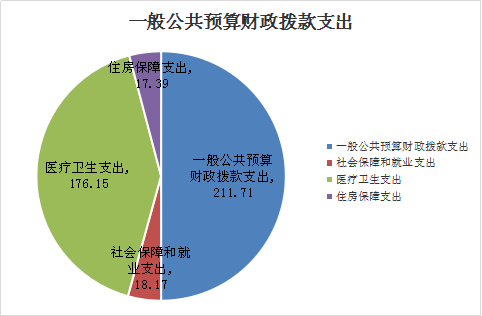 一般公共预算财政拨款支出
住房保障支出,
17.39
医疗卫生支出,
176.15
一般公共预算
财政拨款支出,
211.71
社会保障和就
业支出,
18.17
一般公共预算财政拨款支出
社会保障和就业支出
医疗卫生支出
住房保障支出